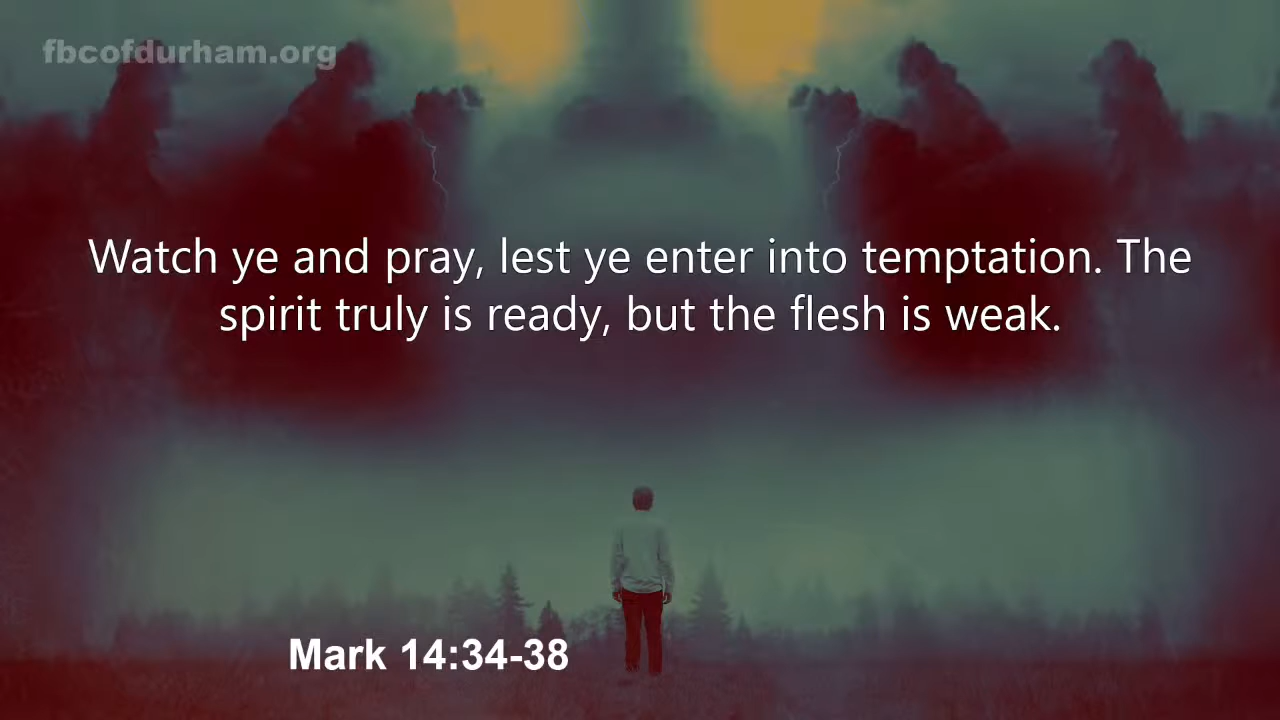 fbcofdurham.org
Watch ye and pray, lest ye enter into temptation. The
spirit truly is ready, but the flesh is weak.
Mark 14:34-38